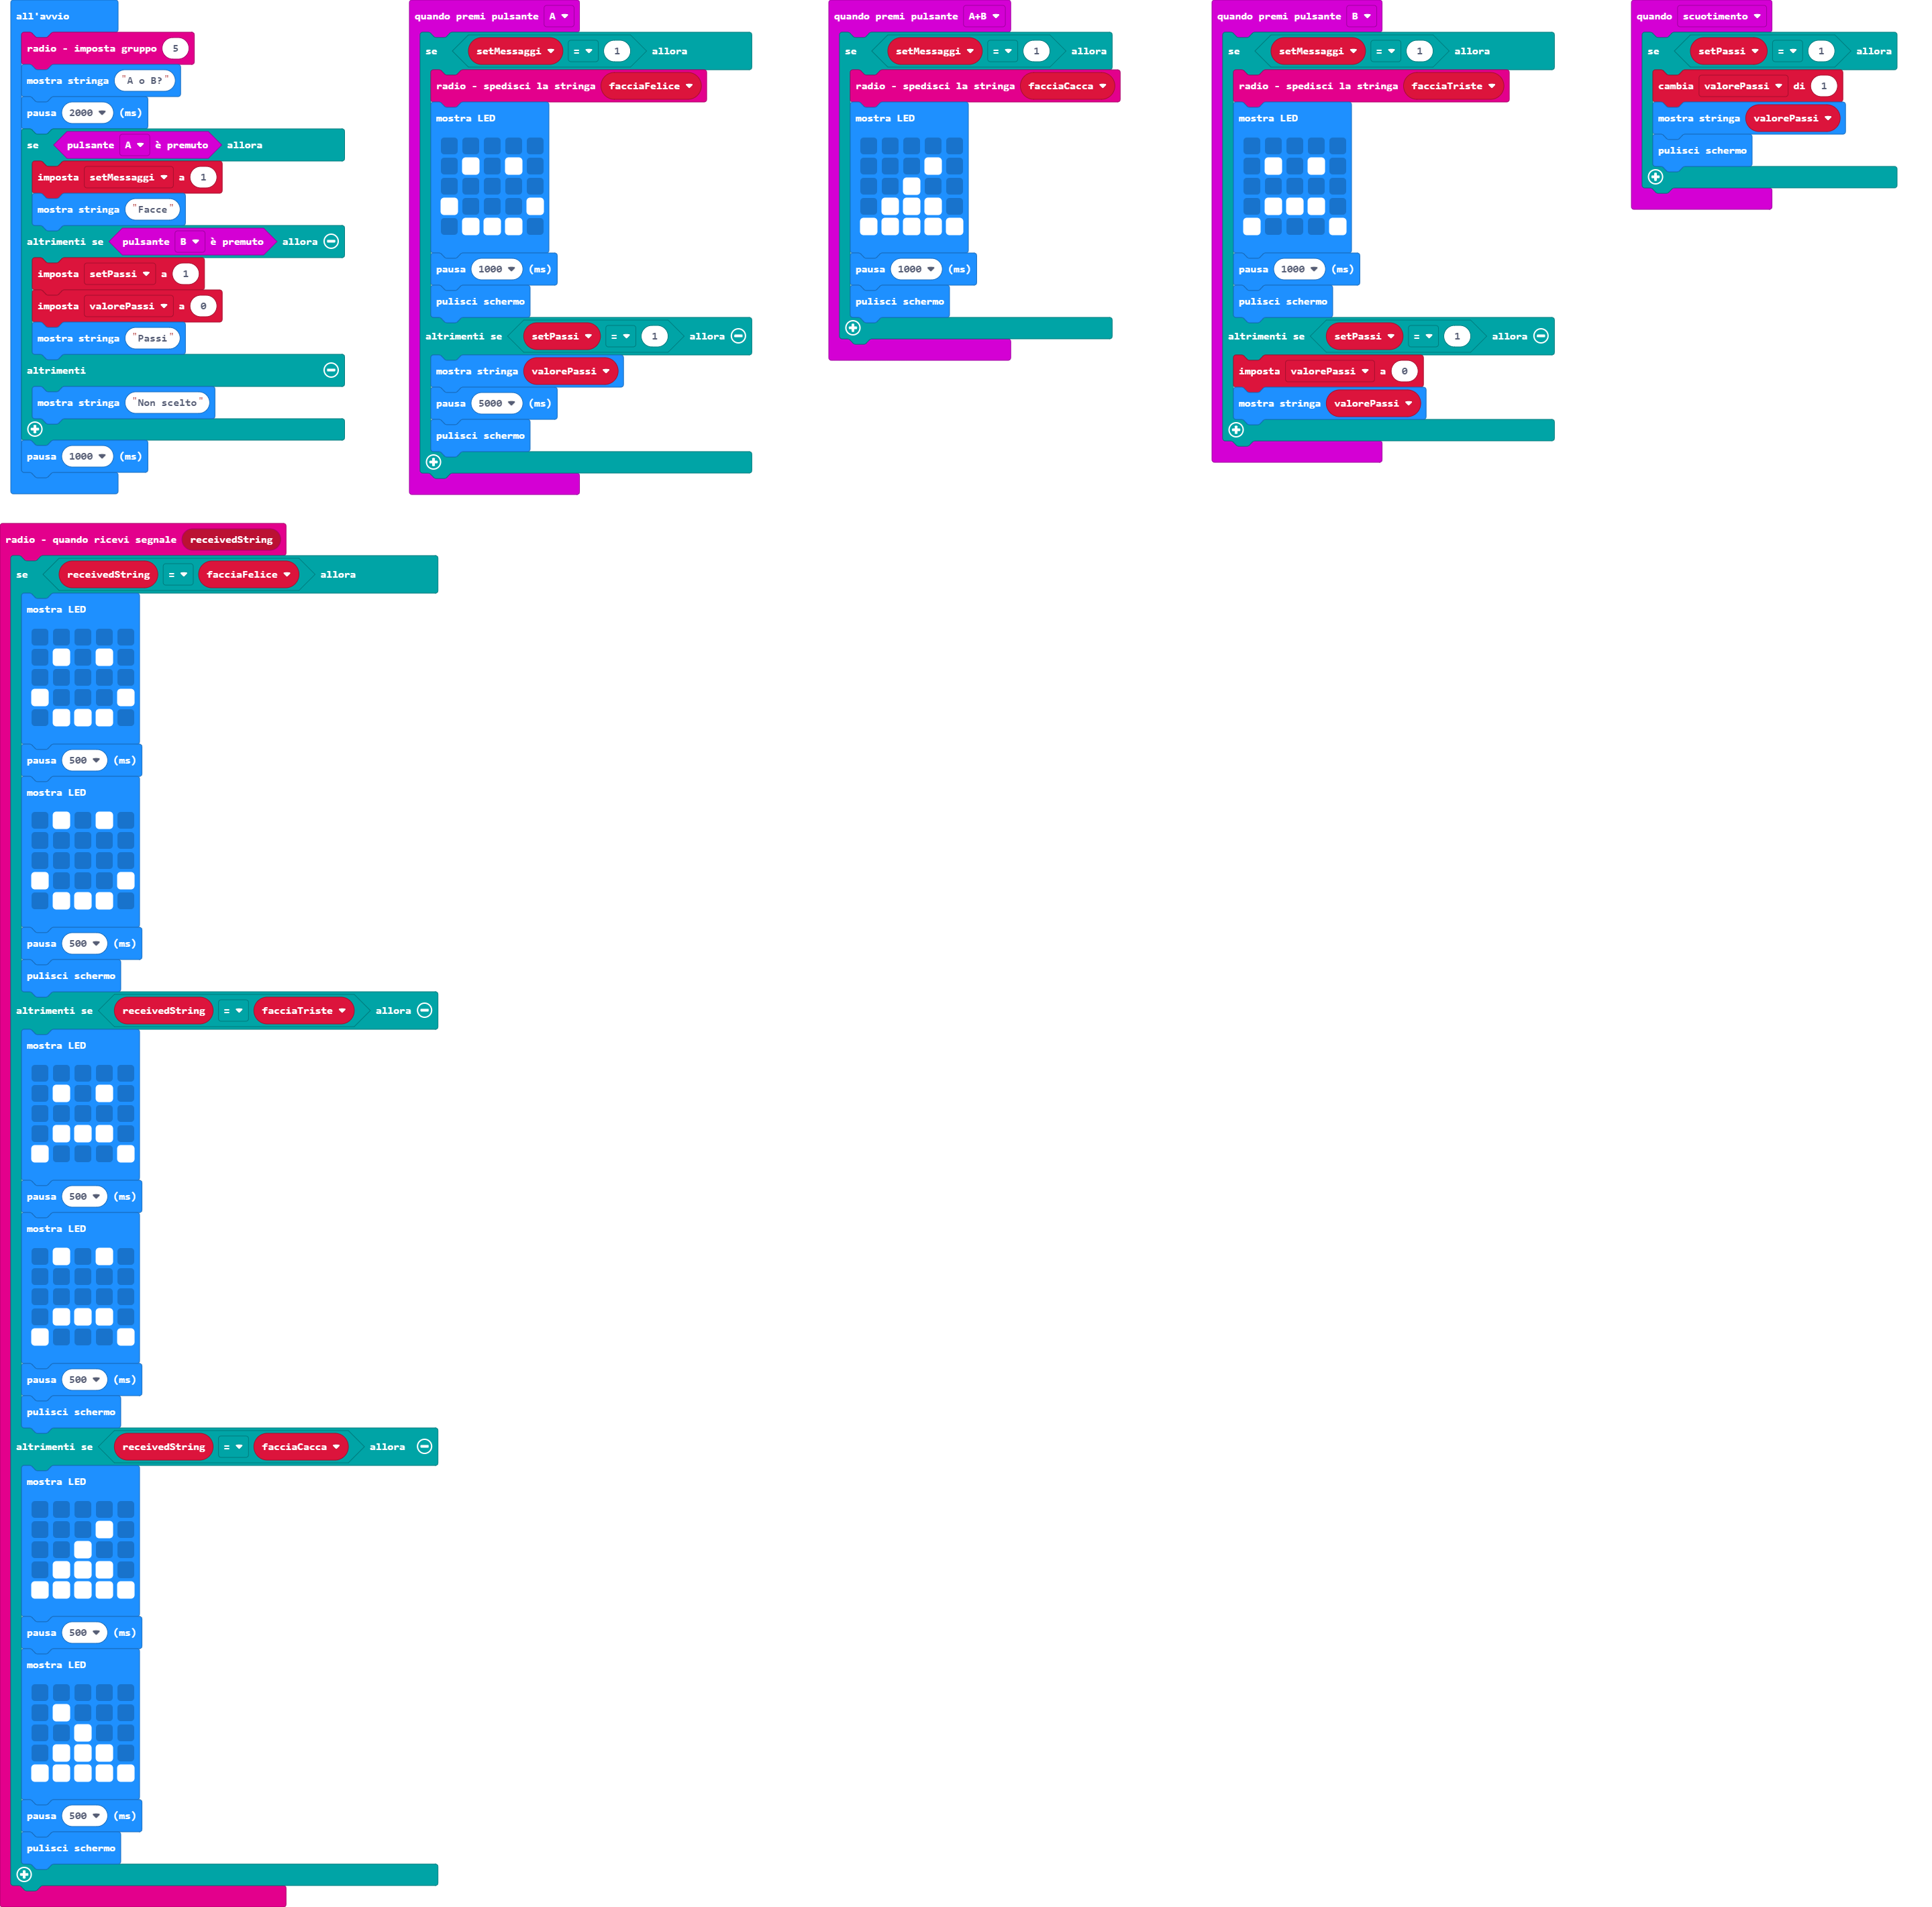 all'avvio
radio - imposta gruppo 5
mostra stringa "A o B?"
pausa 2000 (ms)
se pulsante A è premuto allora
imposta setMessaggi a 1
mostra stringa "Facce"
altrimenti se pulsante B è premuto allora
imposta setPassi a 1
imposta valorePassi a 0
mostra stringa "Passi"
altrimenti
mostra stringa "Non scelto"
pausa 1000 (ms)
quando premi pulsante A
se setMessaggi = 1 allora
radio - spedisci la stringa facciaFelice
mostra LED
pausa 1000 (ms)
pulisci schermo
altrimenti se setPassi = 1 allora
mostra stringa valorePassi
pausa 5000 (ms)
pulisci schermo
quando premi pulsante A+B
se setMessaggi = 1 allora
radio - spedisci la stringa facciaCacca
mostra LED
pausa 1000 (ms)
pulisci schermo
quando premi pulsante B
se setMessaggi = 1 allora
radio - spedisci la stringa facciaTriste
mostra LED
pausa 1000 (ms)
pulisci schermo
altrimenti se setPassi = 1 allora
imposta valorePassi a 0
mostra stringa valorePassi
quando scuotimento
se setPassi = 1 allora
cambia valorePassi di 1
mostra stringa valorePassi
pulisci schermo
radio - quando ricevi segnale receivedString
se receivedString = facciaFelice allora
mostra LED
pausa 500 (ms)
mostra LED
pausa 500 (ms)
pulisci schermo
altrimenti se receivedString = facciaTriste allora
mostra LED
pausa 500 (ms)
mostra LED
pausa 500 (ms)
pulisci schermo
altrimenti se receivedString = facciaCacca allora
mostra LED
pausa 500 (ms)
mostra LED
pausa 500 (ms)
pulisci schermo